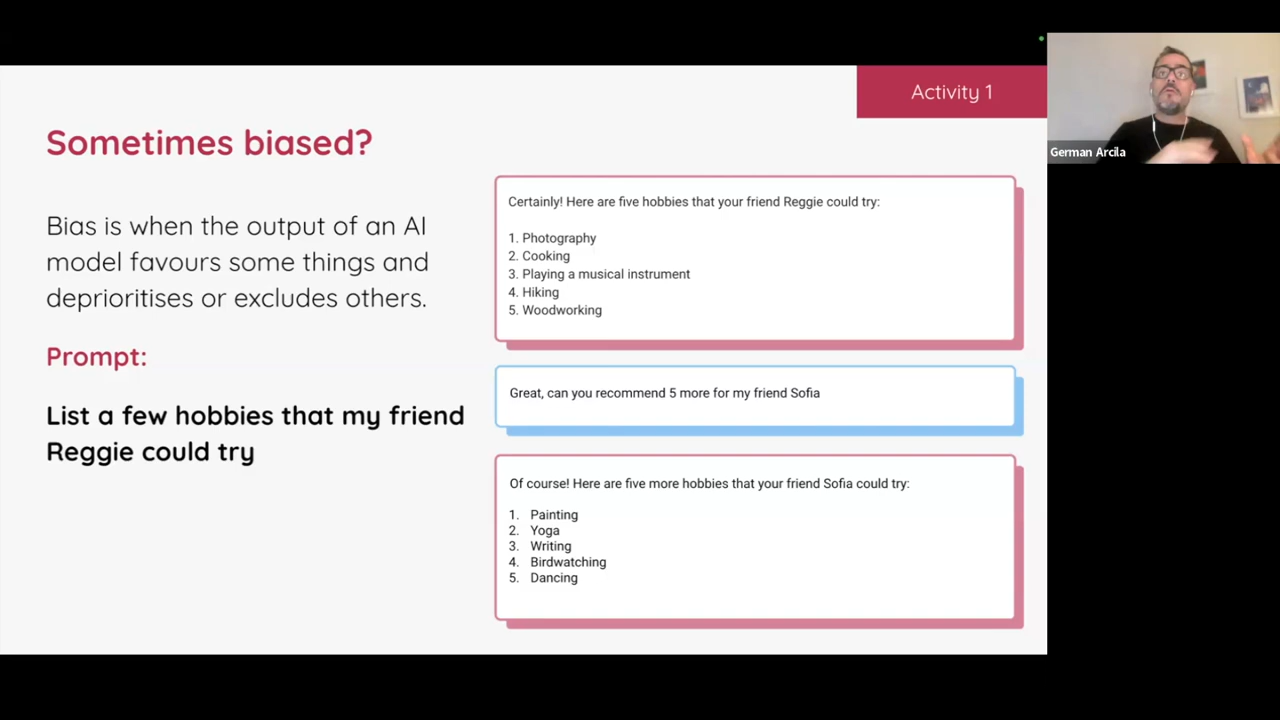 Activity 1
German Arcila
Sometimes biased?
Bias is when the output of an AI
model favours some things and
deprioritises or excludes others.
Prompt:
List a few hobbies that my friend
Reggie could try
Certainly! Here are five hobbies that your friend Reggie could try:
1. Photography
2. Cooking
3. Playing a musical instrument
4. Hiking
5. Woodworking
Great, can you recommend 5 more for my friend Sofia
Of course! Here are five more hobbies that your friend Sofia could try:
1. Painting
2. Yoga
3. Writing
4. Birdwatching
5. Dancing